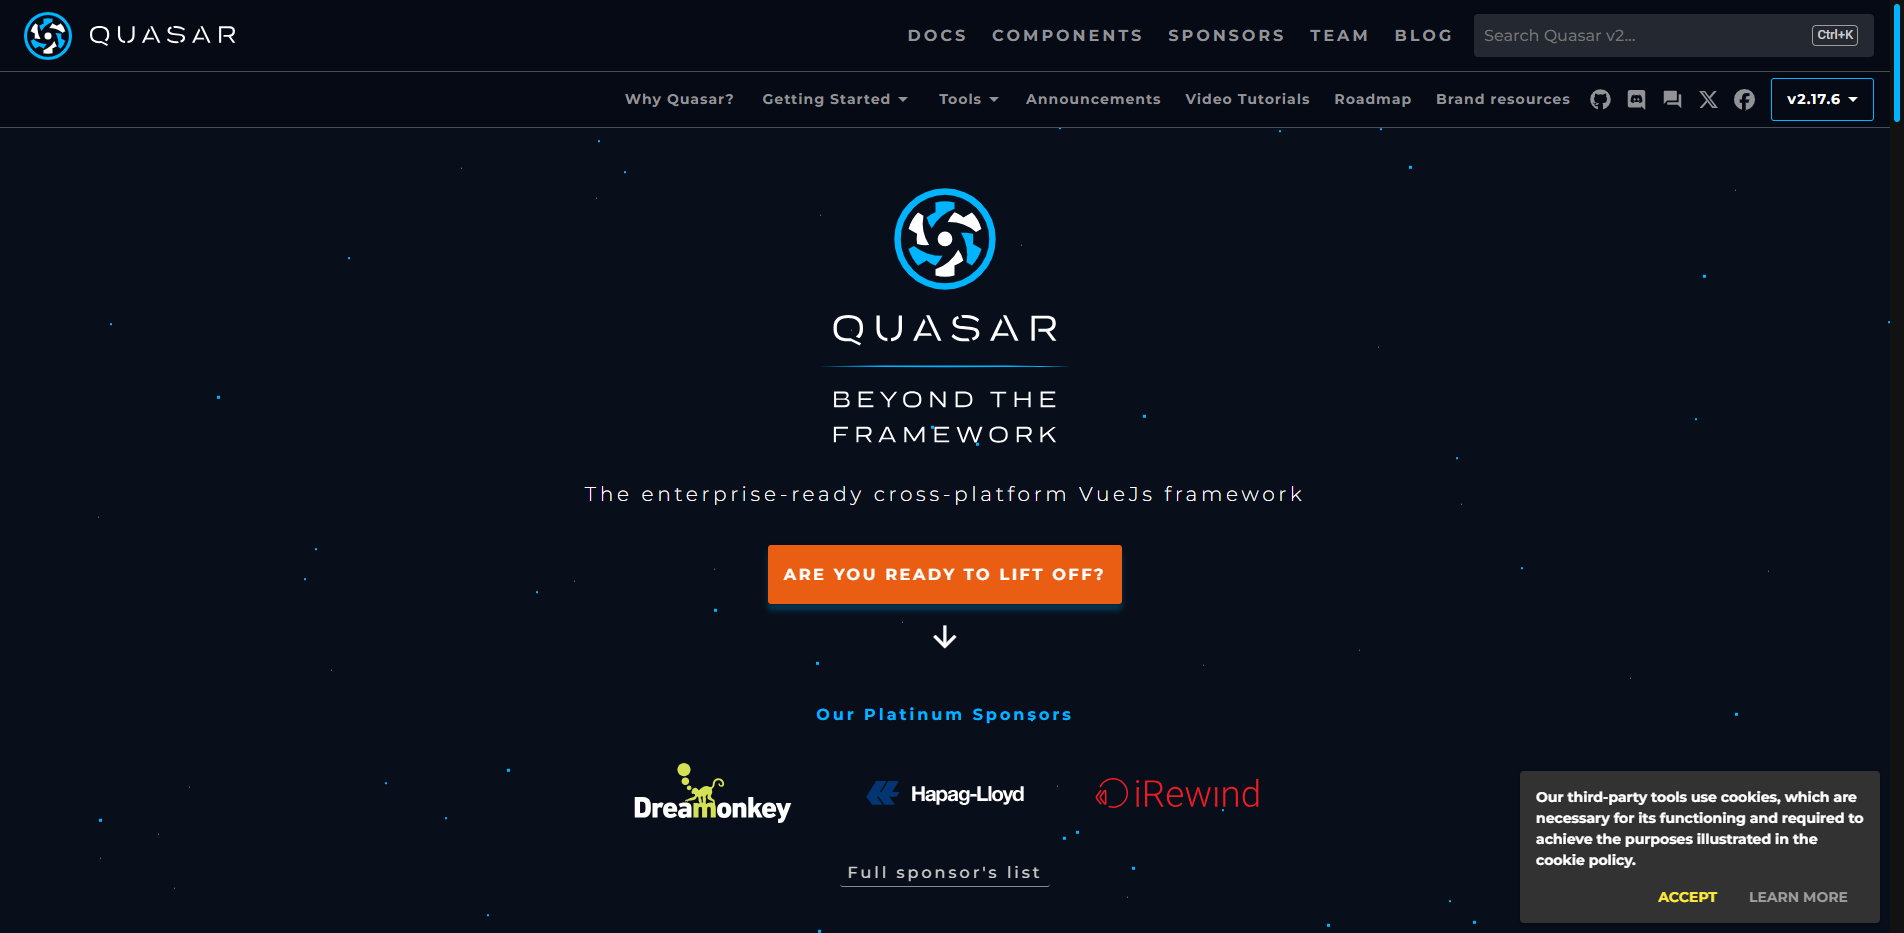 QUASAR
DOCS COMPONENTS SPONSORS TEAM BLOG Search Quasar v2... Ctrl+K
Why Quasar? Getting Started Tools Announcements Video Tutorials Roadmap Brand resources v2.17.6
QUASAR
BEYOND THE
FRAMEWORK
The enterprise-ready cross-platform VueJs framework
ARE YOU READY TO LIFT OFF?
Our Platinum Sponsors
Dreamonkey Hapag-Lloyd iRewind
Full sponsor's list
Our third-party tools use cookies, which are
necessary for its functioning and required to
achieve the purposes illustrated in the
cookie policy.
ACCEPT LEARN MORE